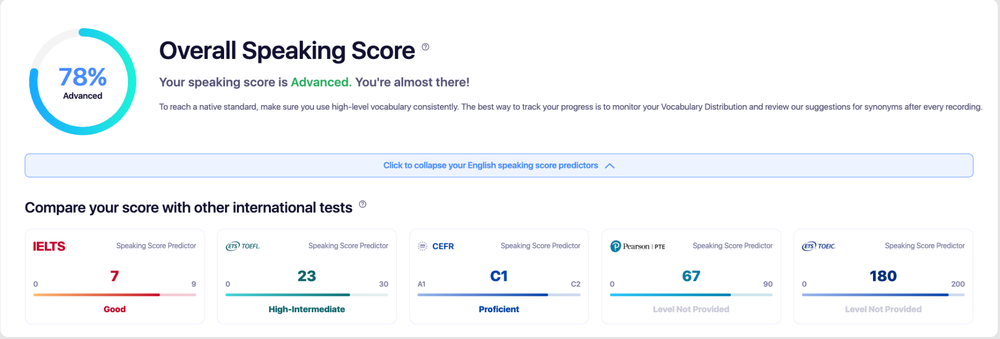 78%
Advanced
Overall Speaking Score ?
Your speaking score is Advanced. You're almost there!
To reach a native standard, make sure you use high-level vocabulary consistently. The best way to track your progress is to monitor your Vocabulary Distribution and review our suggestions for synonyms after every recording.
Click to collapse your English speaking score predictors
Compare your score with other international tests ?
IELTS Speaking Score Predictor
7
0 9
Good
ETS TOEFL Speaking Score Predictor
23
0 30
High-Intermediate
CEFR Speaking Score Predictor
C1
A1 C2
Proficient
P Pearson | PTE Speaking Score Predictor
67
0 90
Level Not Provided
ETS TOEIC Speaking Score Predictor
180
0 200
Level Not Provided